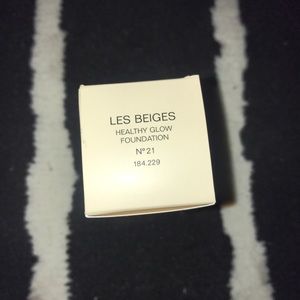 LES BEIGES
HEALTHY GLOW
FOUNDATION
N°21
184.229